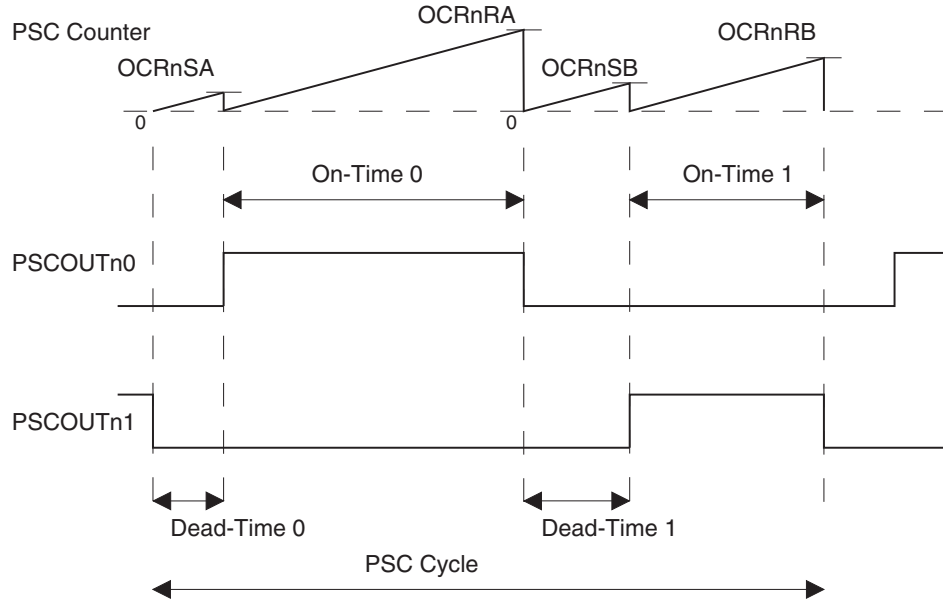 OCRnRA
PSC Counter
OCRnRB
OCRnSA
OCRnSB
0
0
On-Time 0
On-Time 1
PSCOUTn0
PSCOUTn1
Dead-Time 0
Dead-Time 1
PSC Cycle